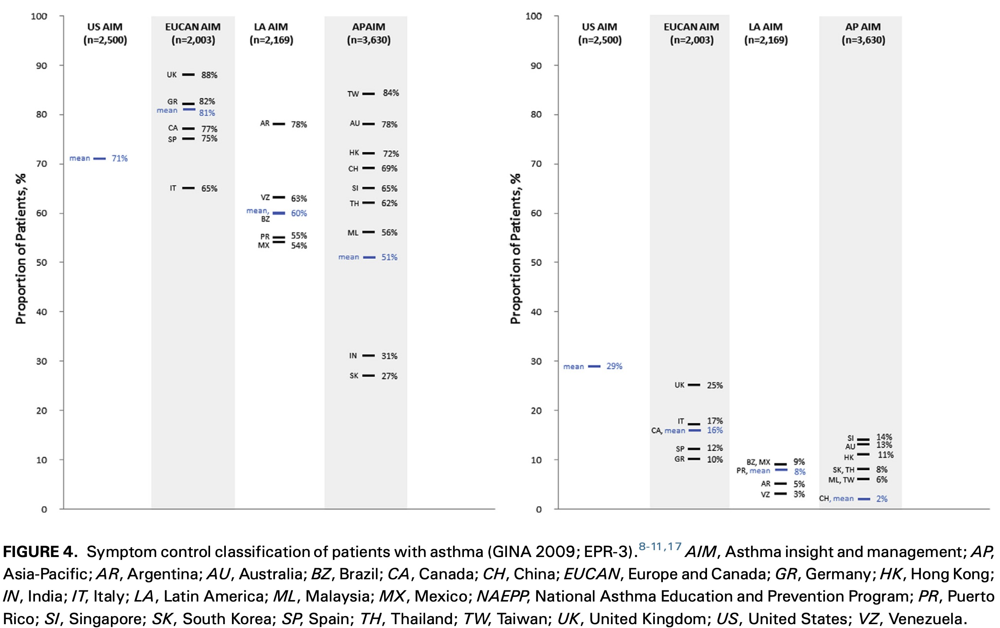 100
90
80
70
60
50
40
30
20
10
0
Proportion of Patients, %
US AIM
(n=2,500)
mean 71%
EUCAN AIM
(n=2,003)
UK 88%
GR 82%
mean 81%
CA 77%
SP 75%
IT 65%
LA AIM
(n=2,169)
AR 78%
VZ 63%
mean, 60%
BZ
PR 55%
MX 54%
APAIM
(n=3,630)
TW 84%
AU 78%
HK 72%
CH 69%
SI 65%
TH 62%
ML 56%
mean 51%
IN 31%
SK 27%
100
90
80
70
60
50
40
30
20
10
0
Proportion of Patients, %
US AIM
(n=2,500)
mean 29%
EUCAN AIM
(n=2,003)
UK 25%
IT 17%
CA, mean 16%
SP 12%
GR 10%
LA AIM
(n=2,169)
BZ, MX 9%
PR, mean 8%
AR 5%
VZ 3%
AP AIM
(n=3,630)
SI 14%
AU 13%
HK 11%
SK, TH 8%
ML, TW 6%
CH, mean 2%
FIGURE 4. Symptom control classification of patients with asthma (GINA 2009; EPR-3).8-11,17 AIM, Asthma insight and management; AP,
Asia-Pacific; AR, Argentina; AU, Australia; BZ, Brazil; CA, Canada; CH, China; EUCAN, Europe and Canada; GR, Germany; HK, Hong Kong;
IN, India; IT, Italy; LA, Latin America; ML, Malaysia; MX, Mexico; NAEPP, National Asthma Education and Prevention Program; PR, Puerto
Rico; SI, Singapore; SK, South Korea; SP, Spain; TH, Thailand; TW, Taiwan; UK, United Kingdom; US, United States; VZ, Venezuela.